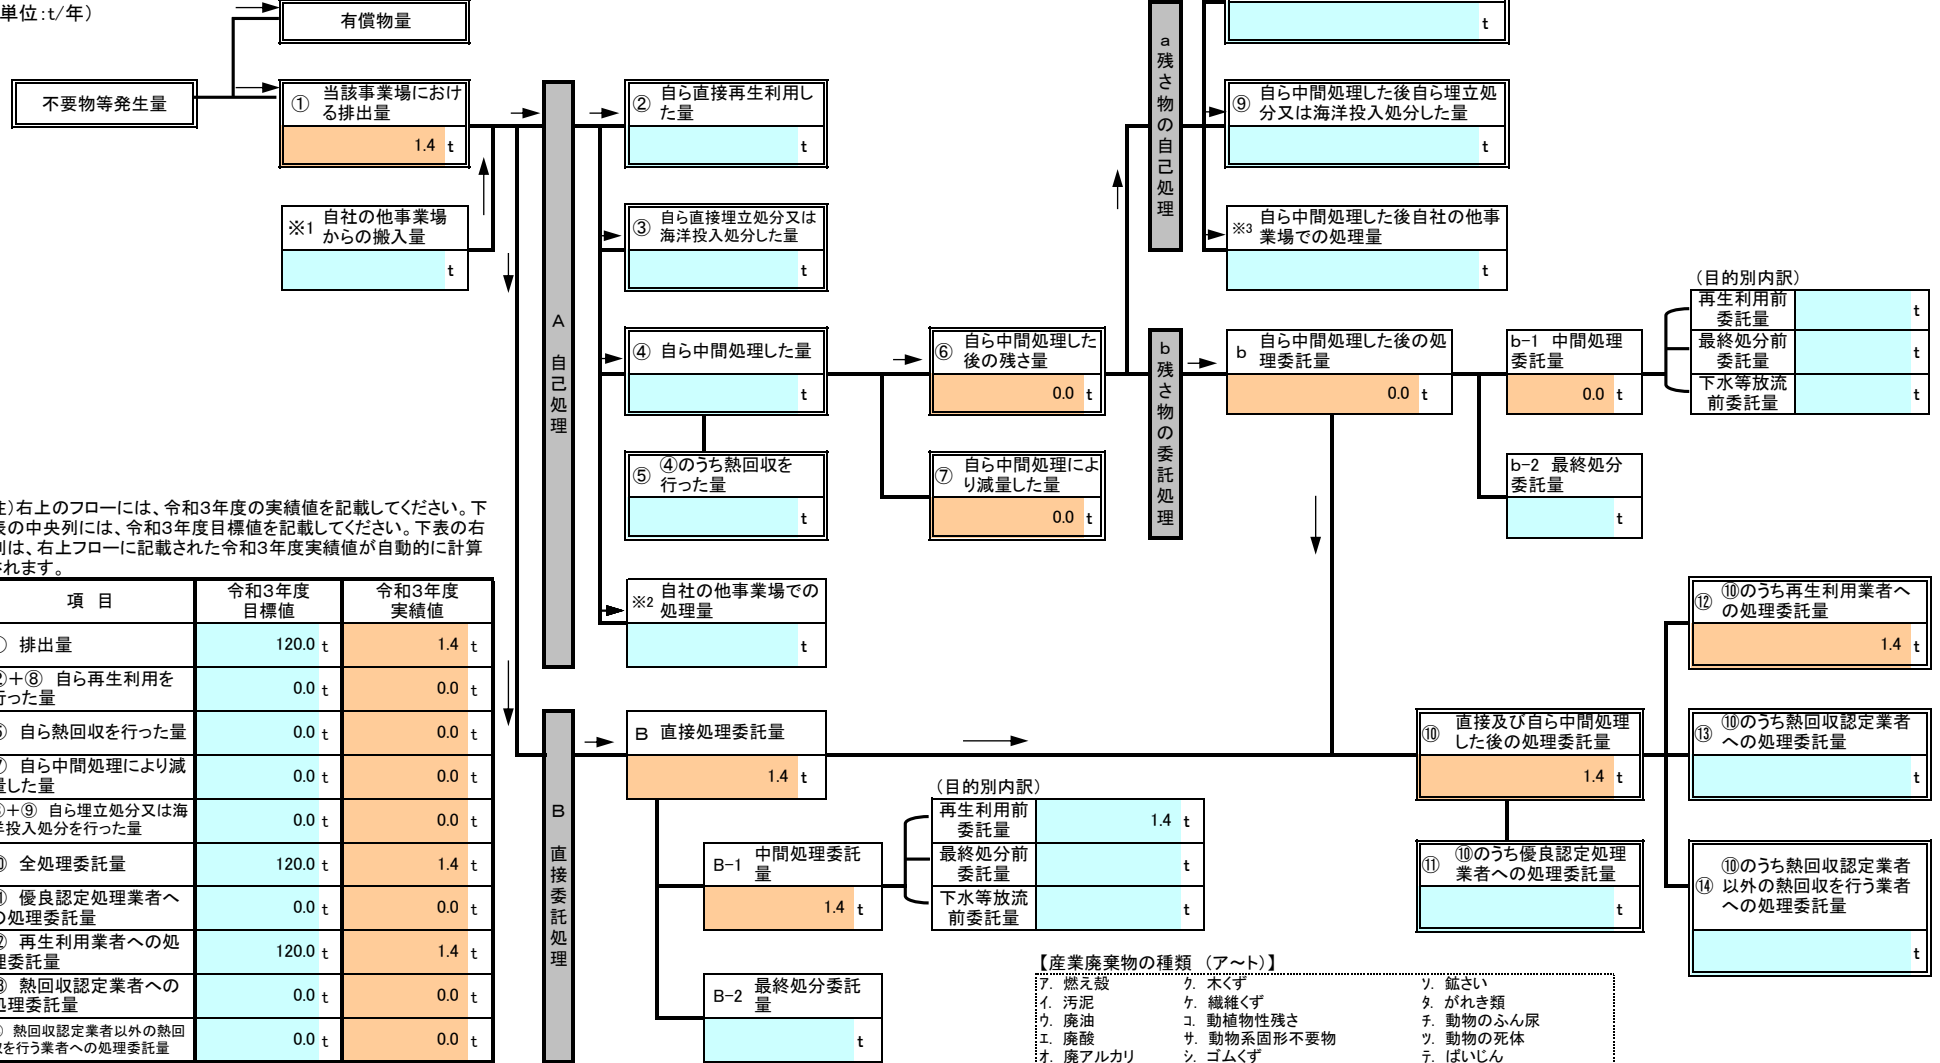 単位:t/年）
有償物量
不要物等発生量
① 当該事業場におけ
る排出量
1.4 t
※1 自社の他事業場
からの搬入量
t
A 自己処理
② 自ら直接再生利用し
た量
t
③ 自ら直接埋立処分又は
海洋投入処分した量
t
④ 自ら中間処理した量
t
⑤ ④のうち熱回収を
行った量
t
※2 自社の他事業場での
処理量
t
⑥ 自ら中間処理した
後の残さ量
0.0 t
⑦ 自ら中間処理によ
り減量した量
0.0 t
a 残さ物の自己処理
t
⑨ 自ら中間処理した後自ら埋立処
分又は海洋投入処分した量
t
※3 自ら中間処理した後自社の他事
業場での処理量
t
b 残さ物の委託処理
b 自ら中間処理した後の処
理委託量
0.0 t
b-1 中間処理
委託量
0.0 t
b-2 最終処分
委託量
t
（目的別内訳）
再生利用前
委託量
t
最終処分前
委託量
t
下水等放流
前委託量
t
右上のフローには、令和3年度の実績値を記載してください。下
の中央列には、令和3年度目標値を記載してください。下表の右
は、右上フローに記載された令和3年度実績値が自動的に計算
れます。
項 目 令和3年度
目標値 令和3年度
実績値
排出量 120.0 t 1.4 t
+⑧ 自ら再生利用を
った量 0.0 t 0.0 t
自ら熱回収を行った量 0.0 t 0.0 t
自ら中間処理により減
した量 0.0 t 0.0 t
+⑨ 自ら埋立処分又は海
投入処分を行った量 0.0 t 0.0 t
全処理委託量 120.0 t 1.4 t
優良認定処理業者へ
の処理委託量 0.0 t 0.0 t
再生利用業者への処
理委託量 120.0 t 1.4 t
熱回収認定業者への
処理委託量 0.0 t 0.0 t
熱回収認定業者以外の熱回
を行う業者への処理委託量 0.0 t 0.0 t
B 直接委託処理
B 直接処理委託量
1.4 t
B-1 中間処理委託
量
1.4 t
B-2 最終処分委託
量
t
（目的別内訳）
再生利用前
委託量
1.4 t
最終処分前
委託量
t
下水等放流
前委託量
t
⑩ 直接及び自ら中間処理
した後の処理委託量
1.4 t
⑪ ⑩のうち優良認定処理
業者への処理委託量
t
⑫ ⑩のうち再生利用業者へ
の処理委託量
1.4 t
⑬ ⑩のうち熱回収認定業者
への処理委託量
t
⑭ ⑩のうち熱回収認定業者
以外の熱回収を行う業者
への処理委託量
t
【産業廃棄物の種類 （ア～ト）】
ｱ. 燃え殻 ｸ. 木くず ｿ. 鉱さい
ｲ. 汚泥 ｹ. 繊維くず ﾀ. がれき類
ｳ. 廃油 ｺ. 動植物性残さ ﾁ. 動物のふん尿
ｴ. 廃酸 ｻ. 動物系固形不要物 ﾂ. 動物の死体
ｵ. 廃アルカリ ｼ. ゴムくず ﾃ. ばいじん